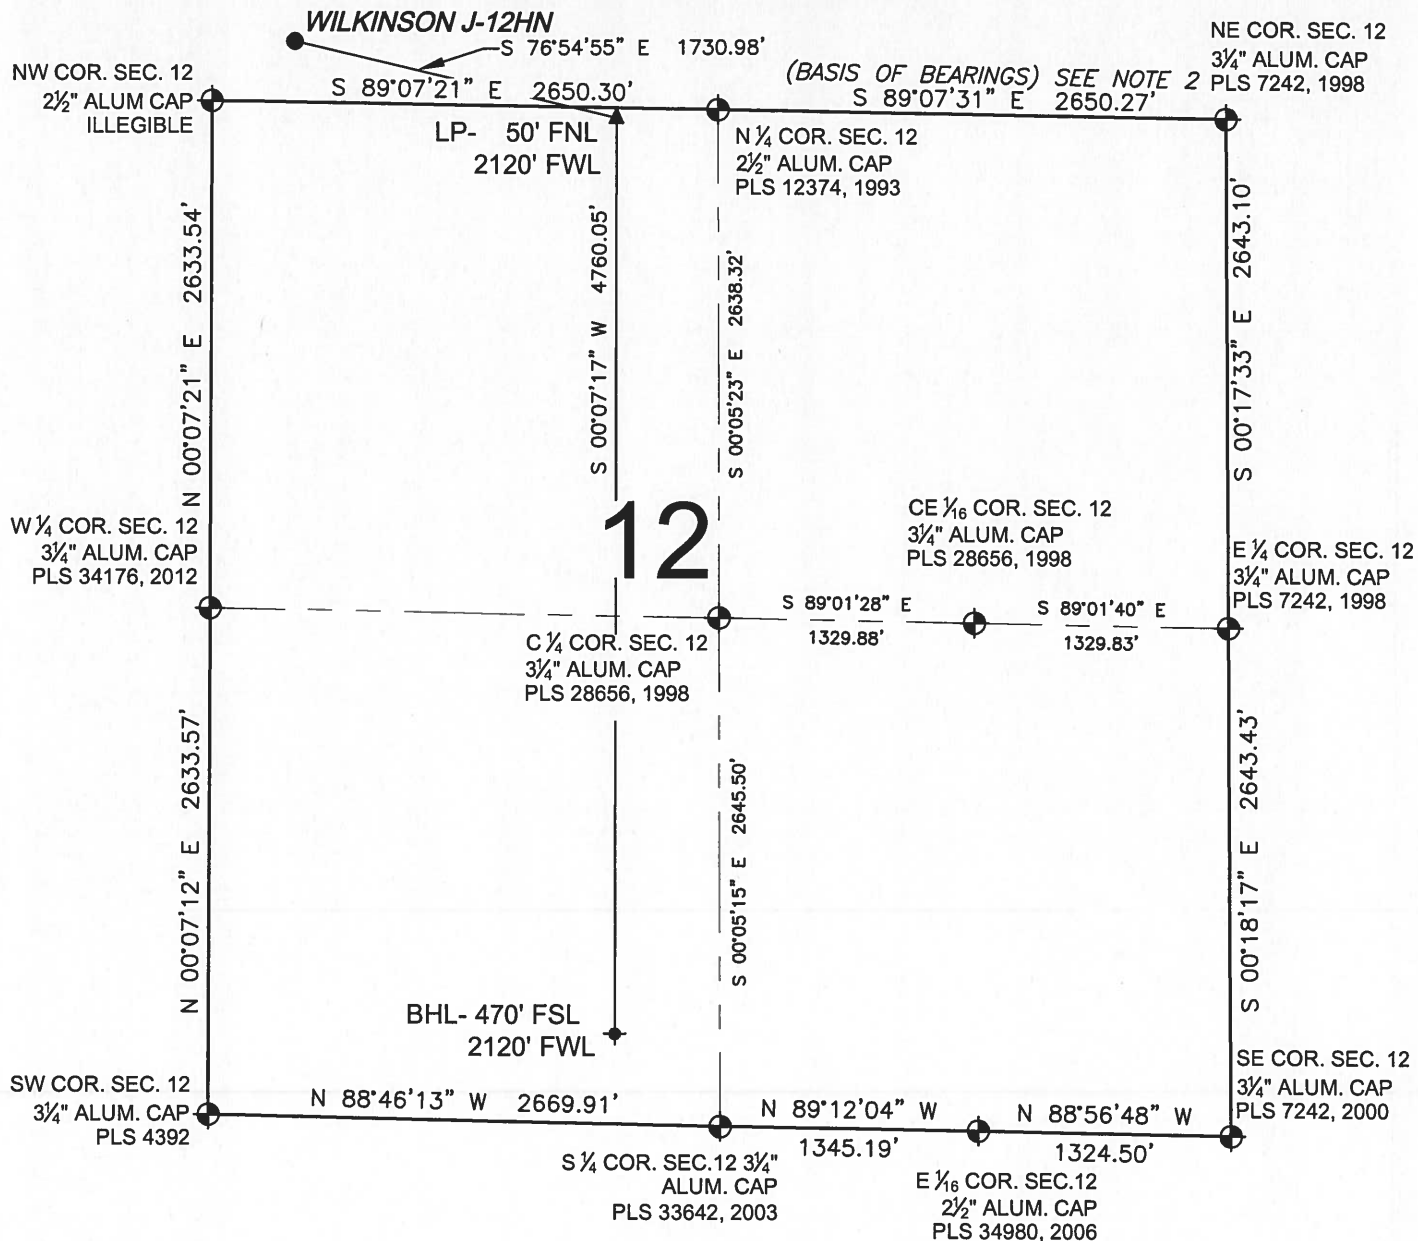 WILKINSON J-12HN
S 76°54'55" E 1730.98'
NE COR. SEC. 12
3¼" ALUM. CAP
PLS 7242, 1998
NW COR. SEC. 12
2½" ALUM CAP
ILLEGIBLE
S 89°07'21" E 2650.30'
(BASIS OF BEARINGS) SEE NOTE 2
S 89°07'31" E 2650.27'
LP- 50' FNL
2120' FWL
N ¼ COR. SEC. 12
2½" ALUM. CAP
PLS 12374, 1993
N 00°07'21" E 2633.54'
S 00°07'17" W 4760.05'
S 00°05'23" E 2638.32'
S 00°17'33" E 2643.10'
12
W ¼ COR. SEC. 12
3¼" ALUM. CAP
PLS 34176, 2012
CE 1⁄16 COR. SEC. 12
3¼" ALUM. CAP
PLS 28656, 1998
E ¼ COR. SEC. 12
3¼" ALUM. CAP
PLS 7242, 1998
S 89°01'28" E
1329.88'
S 89°01'40" E
1329.83'
C ¼ COR. SEC. 12
3¼" ALUM. CAP
PLS 28656, 1998
N 00°07'12" E 2633.57'
S 00°05'15" E 2645.50'
S 00°18'17" E 2643.43'
BHL- 470' FSL
2120' FWL
SW COR. SEC. 12
3¼" ALUM. CAP
PLS 4392
N 88°46'13" W 2669.91'
N 89°12'04" W
1345.19'
N 88°56'48" W
1324.50'
SE COR. SEC. 12
3¼" ALUM. CAP
PLS 7242, 2000
S ¼ COR. SEC.12 3¼"
ALUM. CAP
PLS 33642, 2003
E 1⁄16 COR. SEC.12
2½" ALUM. CAP
PLS 34980, 2006